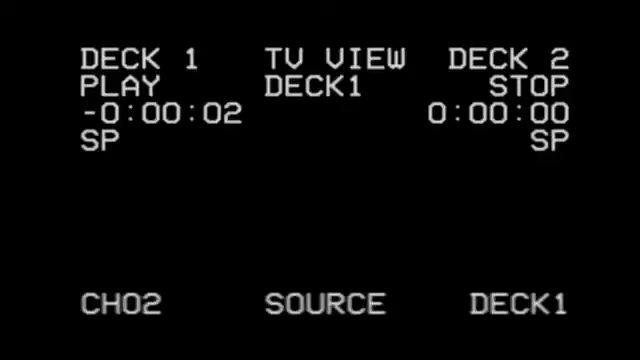 DECK 1 TV VIEW DECK 2
PLAY DECK1 STOP
-0:00:02 0:00:00
SP SP
CH02 SOURCE DECK1